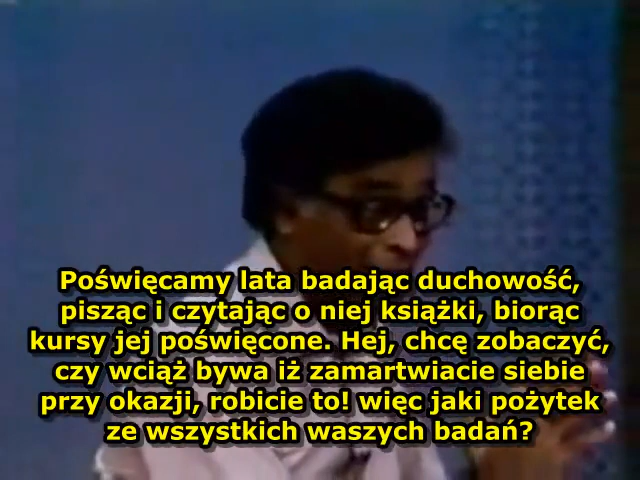 Poświęcamy lata badając duchowość,
pisząc i czytając o niej książki, biorąc
kursy jej poświęcone. Hej, chcę zobaczyć,
czy wciąż bywa iż zamartwiacie siebie
przy okazji, robicie to! więc jaki pożytek
ze wszystkich waszych badań?